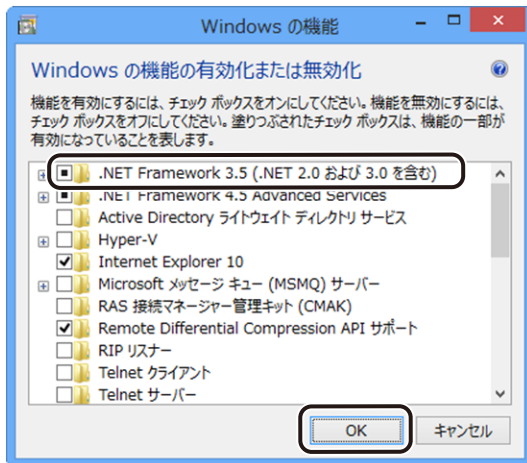 Windows の機能
Windows の機能の有効化または無効化
機能を有効にするには、チェック ボックスをオンにしてください。機能を無効にするには、
チェック ボックスをオフにしてください。塗りつぶされたチェック ボックスは、機能の一部が
有効になっていることを表します。
.NET Framework 3.5 (.NET 2.0 および 3.0 を含む)
.NET Framework 4.5 Advanced Services
Active Directory ライトウェイト ディレクトリ サービス
Hyper-V
Internet Explorer 10
Microsoft メッセージ キュー (MSMQ) サーバー
RAS 接続マネージャー管理キット (CMAK)
Remote Differential Compression API サポート
RIP リスナー
Telnet クライアント
Telnet サーバー
OK キャンセル